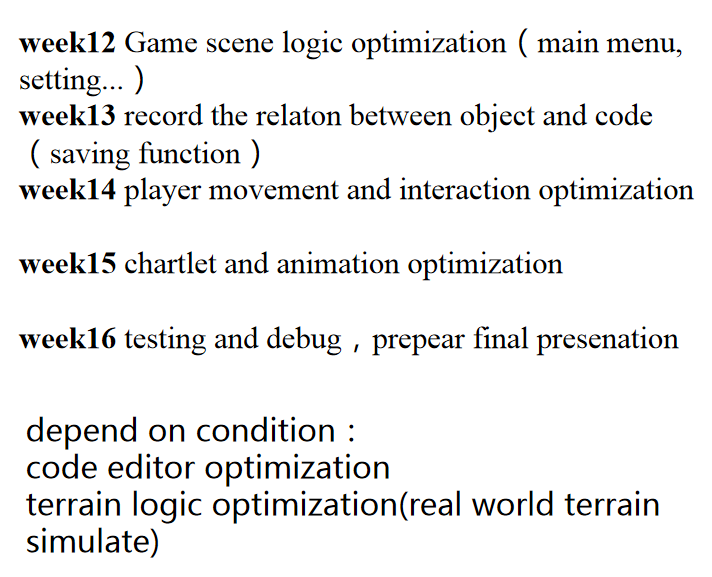 week12 Game scene logic optimization（main menu,
setting...）
week13 record the relaton between object and code
（saving function）
week14 player movement and interaction optimization
week15 chartlet and animation optimization
week16 testing and debug，prepear final presenation
depend on condition：
code editor optimization
terrain logic optimization(real world terrain
simulate)